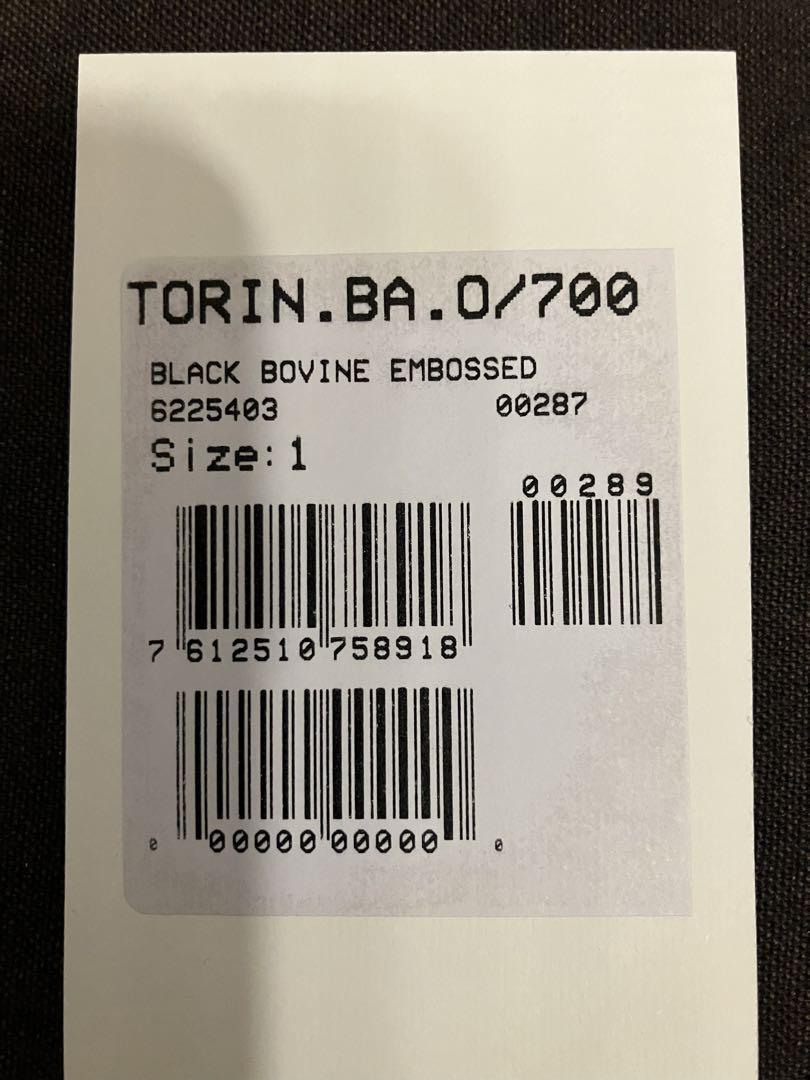 TORIN.BA.O/700
BLACK BOVINE EMBOSSED
6225403 00287
Size:1
00289
7 612510 758918
0 00000 00000 0